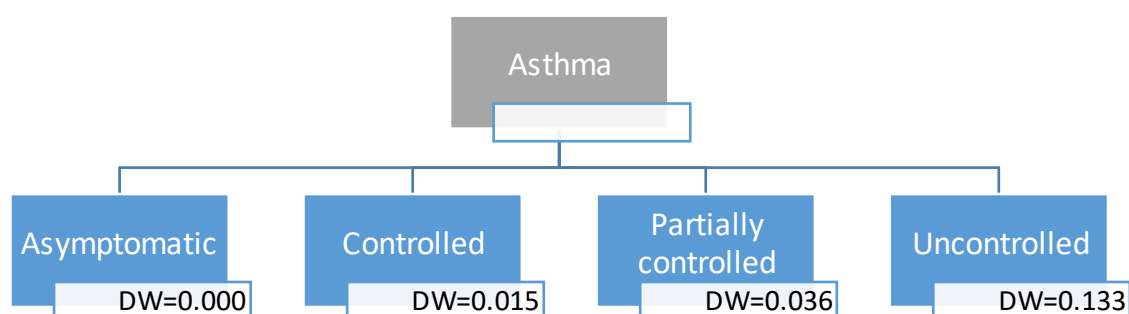 Asthma
Asymptomatic
DW=0.000
Controlled
DW=0.015
Partially
controlled
DW=0.036
Uncontrolled
DW=0.133